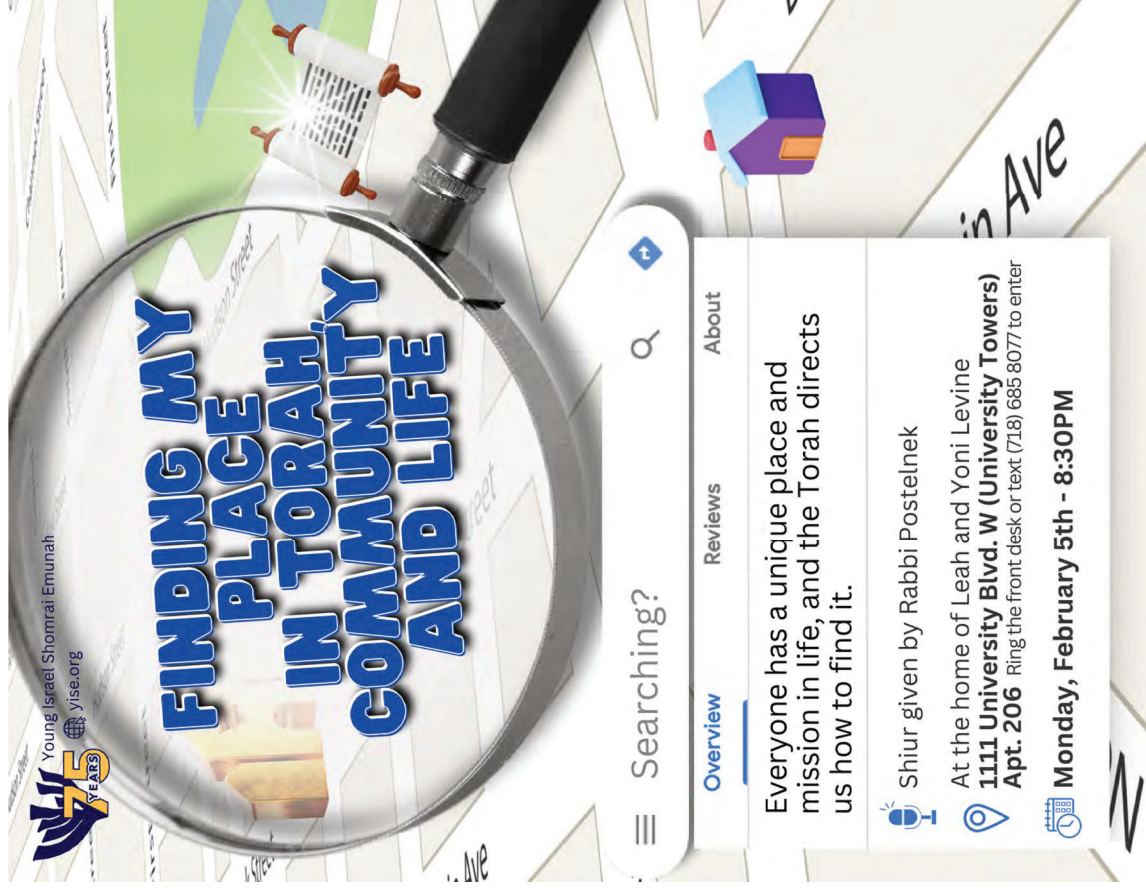 Young Israel Shomrai Emunah
yise.org
75
YEARS
FINDING MY
PLACE
IN TORAH,
COMMUNITY
AND LIFE
Street
Searching?
Overview Reviews About
Everyone has a unique place and
mission in life, and the Torah directs
us how to find it.
Shiur given by Rabbi Postelnek
At the home of Leah and Yoni Levine
1111 University Blvd. W (University Towers)
Apt. 206 Ring the front desk or text (718) 685 8077 to enter
Monday, February 5th - 8:30PM
Ave
in Ave